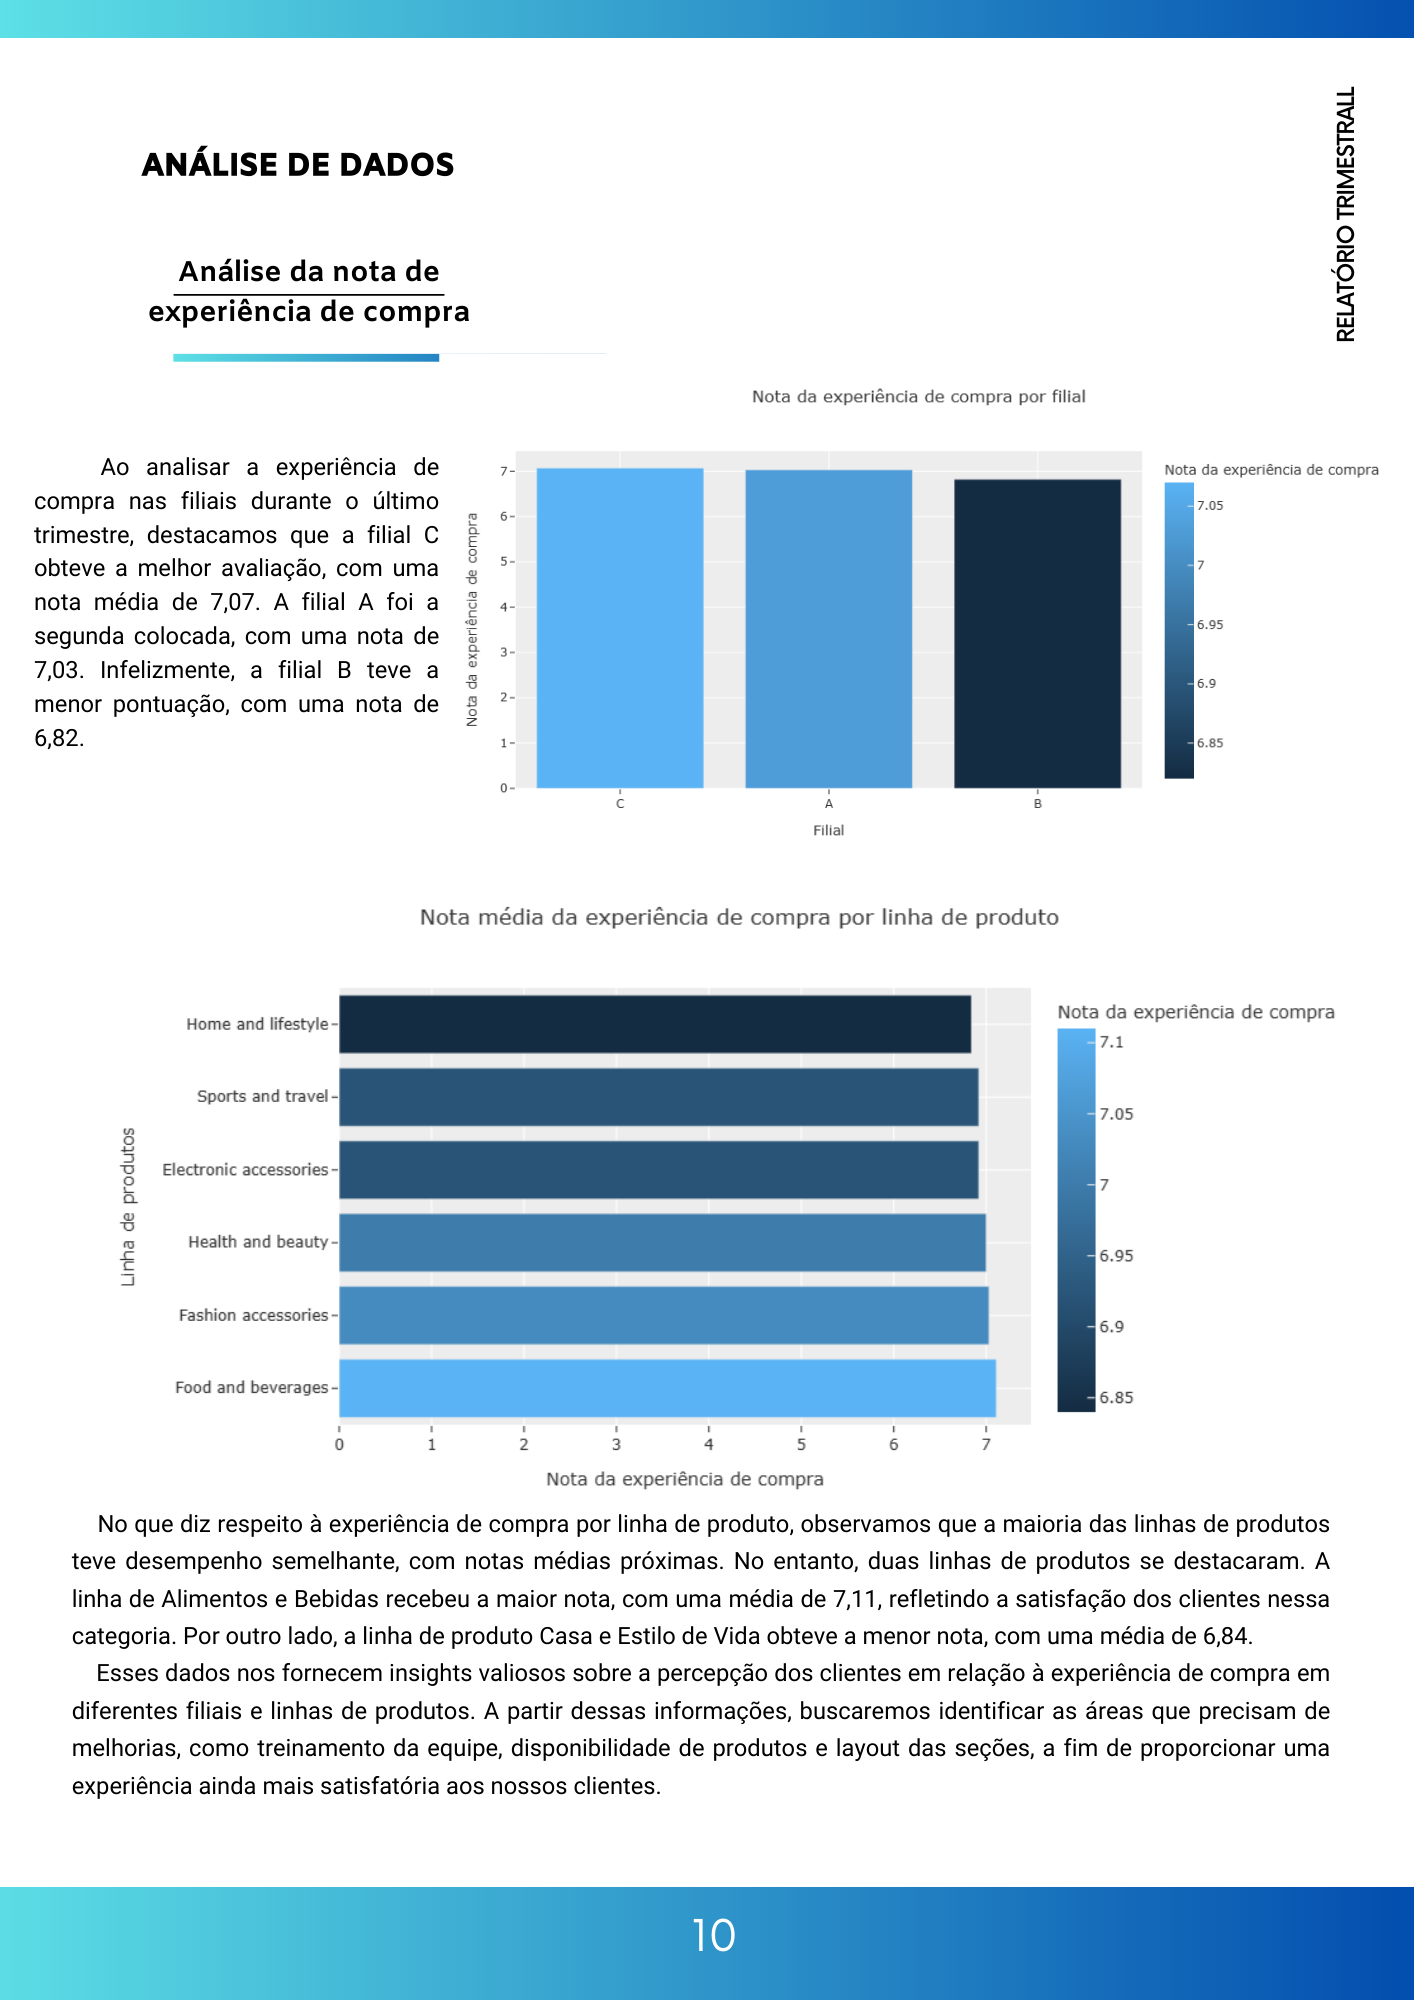 RELATÓRIO TRIMESTRALL
ANÁLISE DE DADOS
Análise da nota de
experiência de compra
Ao analisar a experiência de
compra nas filiais durante o último
trimestre, destacamos que a filial C
obteve a melhor avaliação, com uma
nota média de 7,07. A filial A foi a
segunda colocada, com uma nota de
7,03. Infelizmente, a filial B teve a
menor pontuação, com uma nota de
6,82.
Nota da experiência de compra por filial
Nota da experiência de compra
7
6
5
4
3
2
1
0
C
A
B
Filial
Nota da experiência de compra
7.05
7
6.95
6.9
6.85
Nota média da experiência de compra por linha de produto
Linha de produtos
Home and lifestyle
Sports and travel
Electronic accessories
Health and beauty
Fashion accessories
Food and beverages
0
1
2
3
4
5
6
7
Nota da experiência de compra
Nota da experiência de compra
7.1
7.05
7
6.95
6.9
6.85
No que diz respeito à experiência de compra por linha de produto, observamos que a maioria das linhas de produtos
teve desempenho semelhante, com notas médias próximas. No entanto, duas linhas de produtos se destacaram. A
linha de Alimentos e Bebidas recebeu a maior nota, com uma média de 7,11, refletindo a satisfação dos clientes nessa
categoria. Por outro lado, a linha de produto Casa e Estilo de Vida obteve a menor nota, com uma média de 6,84.
Esses dados nos fornecem insights valiosos sobre a percepção dos clientes em relação à experiência de compra em
diferentes filiais e linhas de produtos. A partir dessas informações, buscaremos identificar as áreas que precisam de
melhorias, como treinamento da equipe, disponibilidade de produtos e layout das seções, a fim de proporcionar uma
experiência ainda mais satisfatória aos nossos clientes.
10